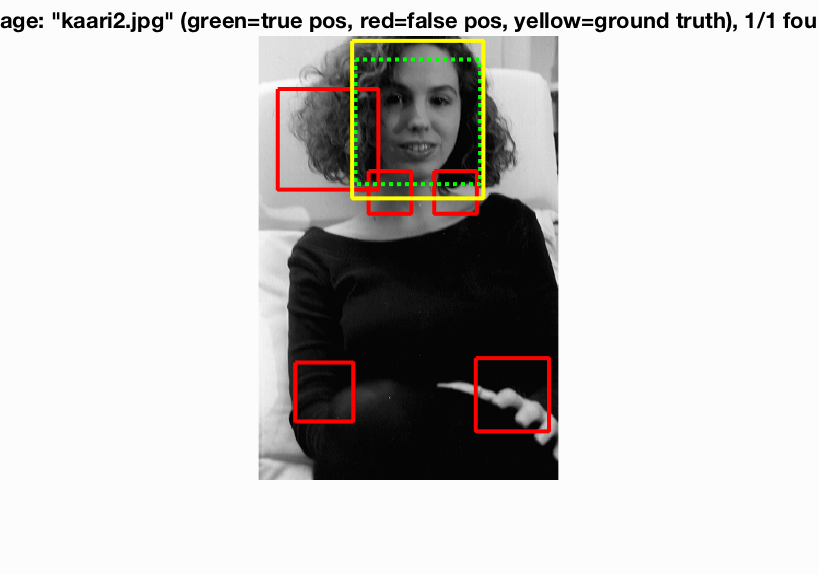 age: "kaari2.jpg" (green=true pos, red=false pos, yellow=ground truth), 1/1 fou